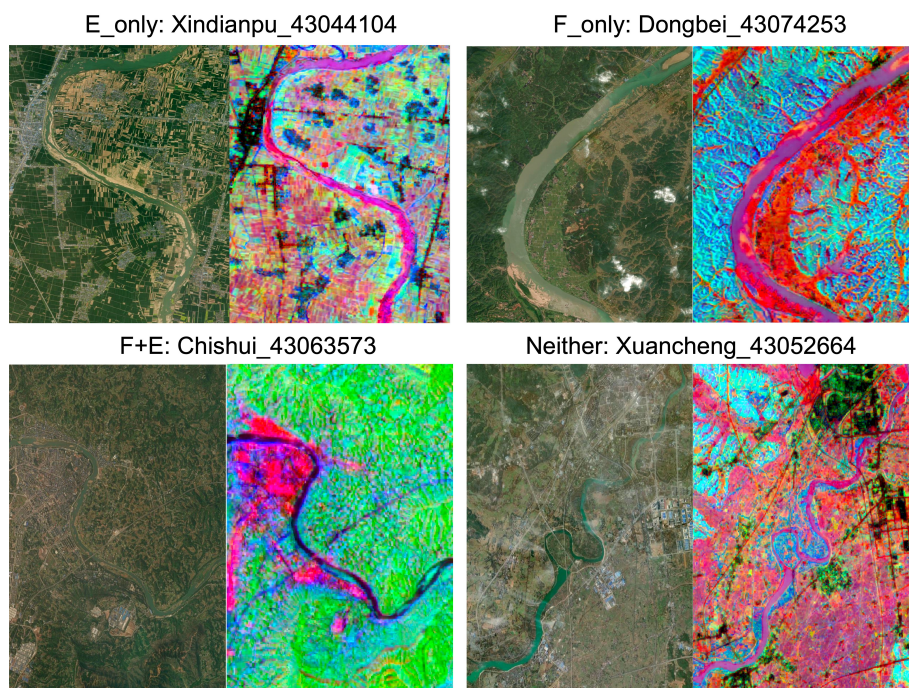 E_only: Xindianpu_43044104
F_only: Dongbei_43074253
F+E: Chishui_43063573
Neither: Xuancheng_43052664